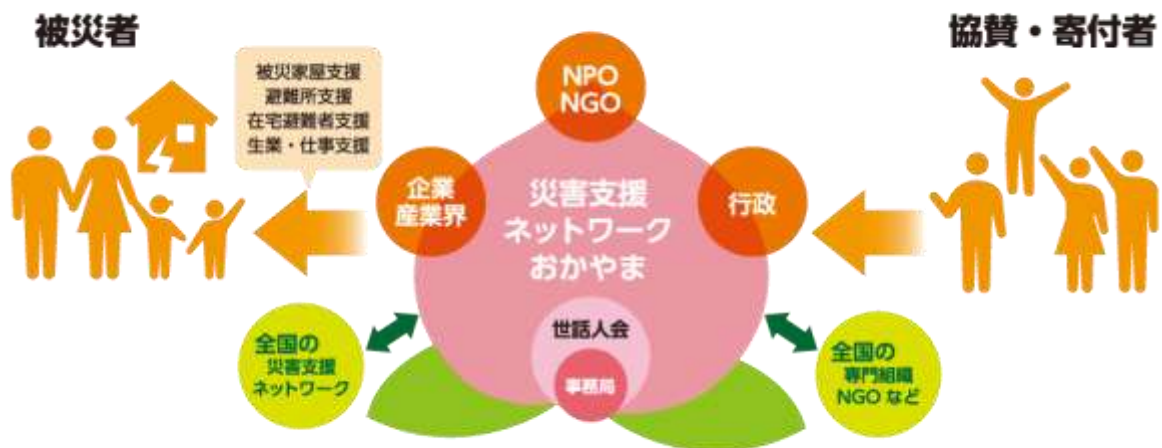 被災者
被災家屋支援
避難所支援
在宅避難者支援
生業・仕事支援
NPO
NGO
協賛・寄付者
企業
産業界
災害支援
ネットワーク
おかやま
行政
世話人会
事務局
全国の
災害支援
ネットワーク
全国の
専門組織
NGOなど